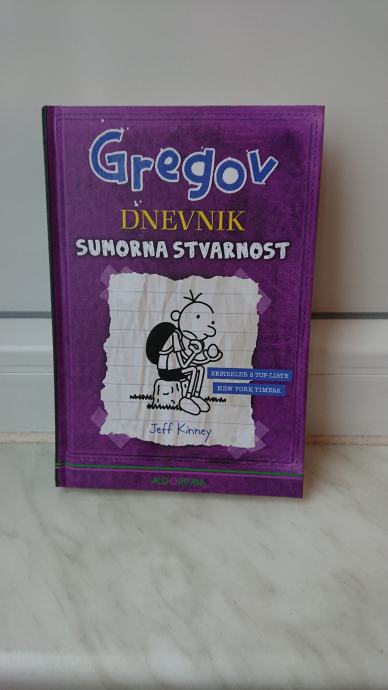 Gregov
DNEVNIK
SUMORNA STVARNOST
BESTSELER S TOP-LISTE
NEW YORK TIMESA
Jeff Kinney
ALGORITAM